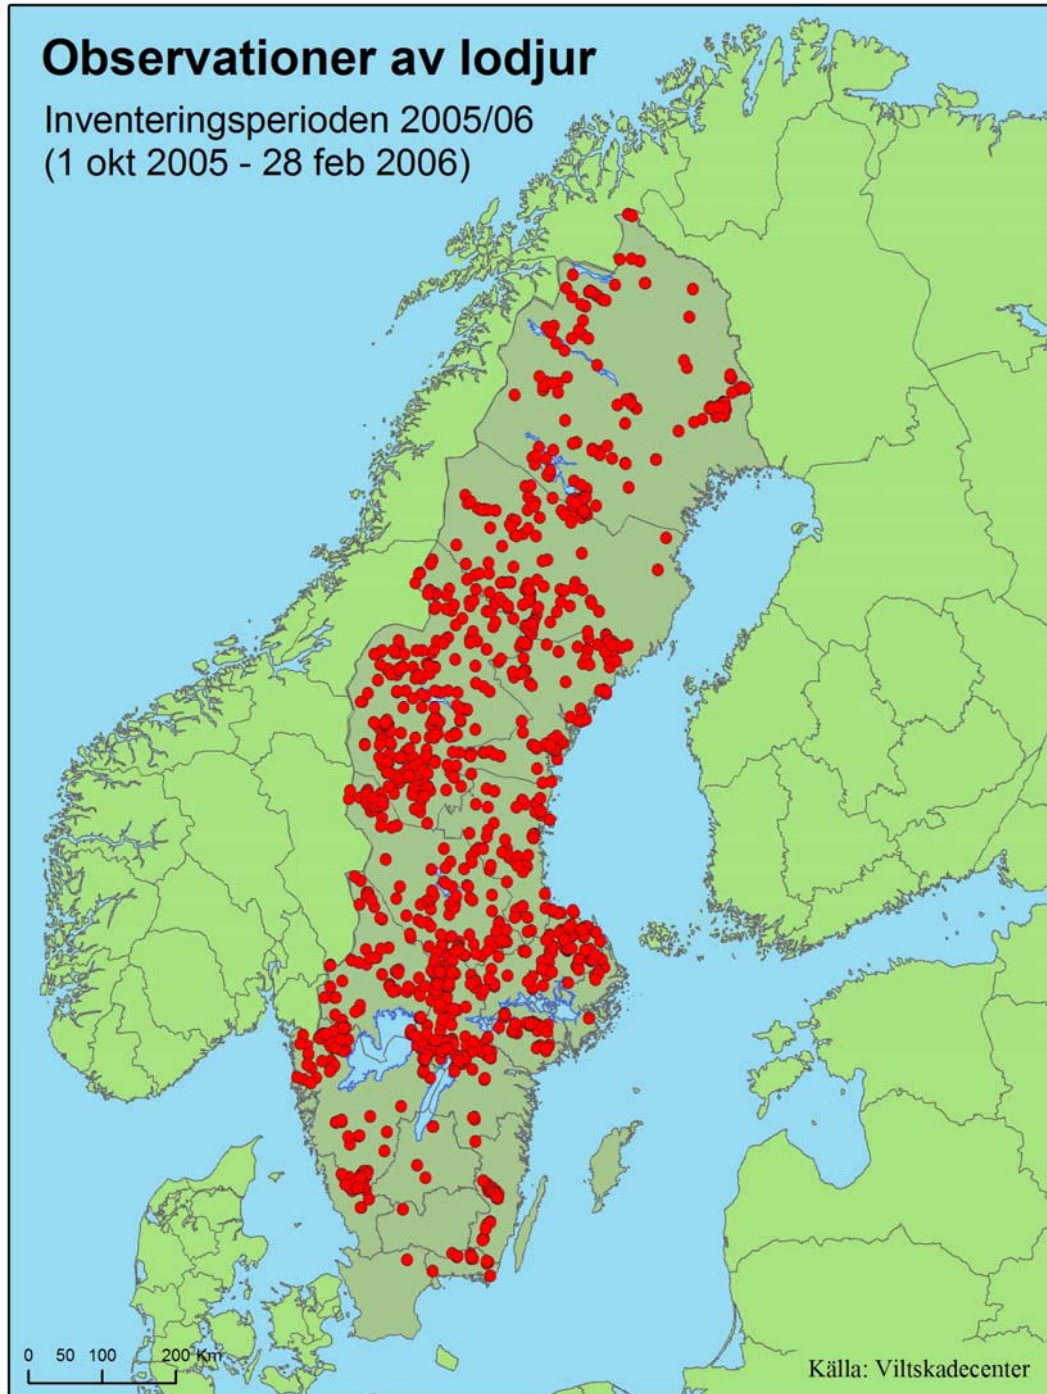 Observationer av lodjur
Inventeringsperioden 2005/06
(1 okt 2005 - 28 feb 2006)
0 50 100 200 Km
Källa: Viltskadecenter